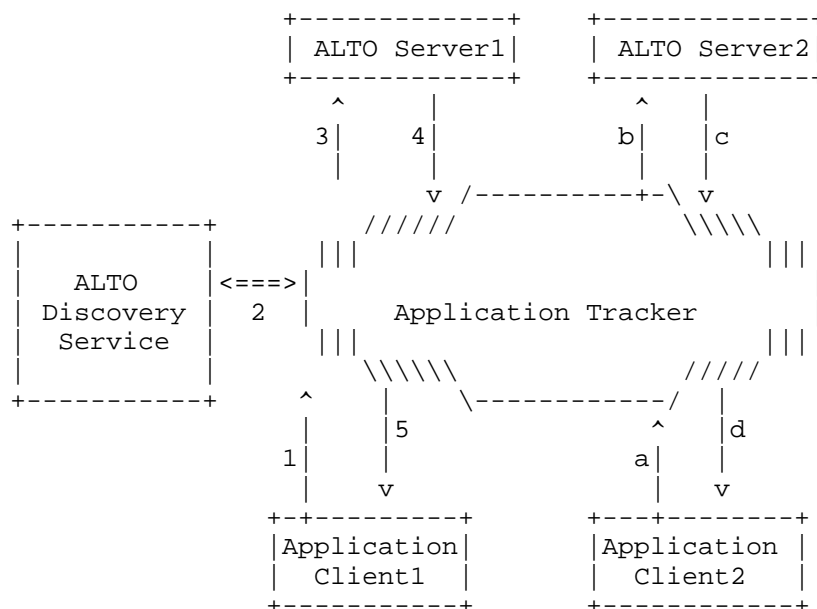 ALTO Server1 ALTO Server2
3 4 b c
ALTO
Discovery
Service
2
Application Tracker
1 5 a d
Application Client1
Application Client2